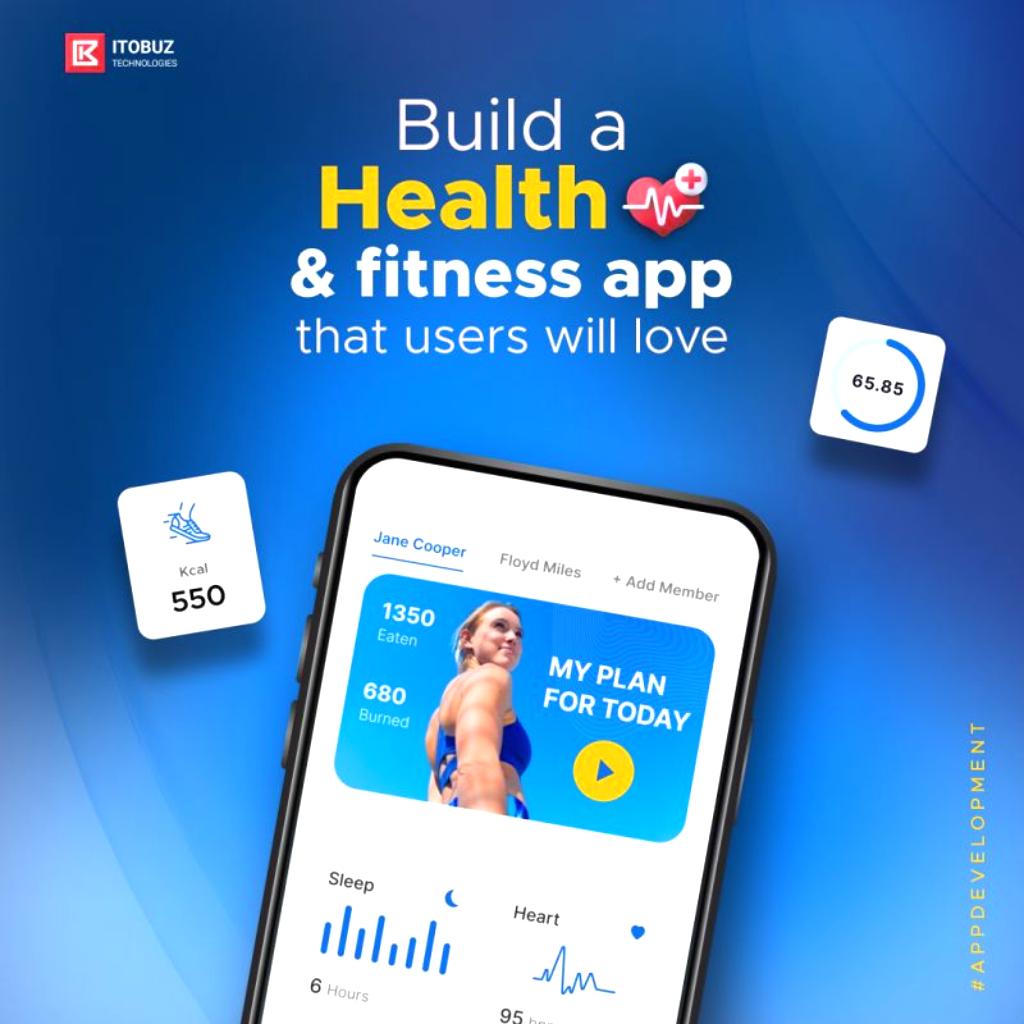 ITOBUZ
TECHNOLOGIES
Build a
Health
& fitness app
that users will love
65.85
Kcal
550
Jane Cooper
Floyd Miles
+ Add Member
1350
Eaten
680
Burned
MY PLAN
FOR TODAY
Sleep
6 Hours
Heart
95
#APPDEVELOPMENT